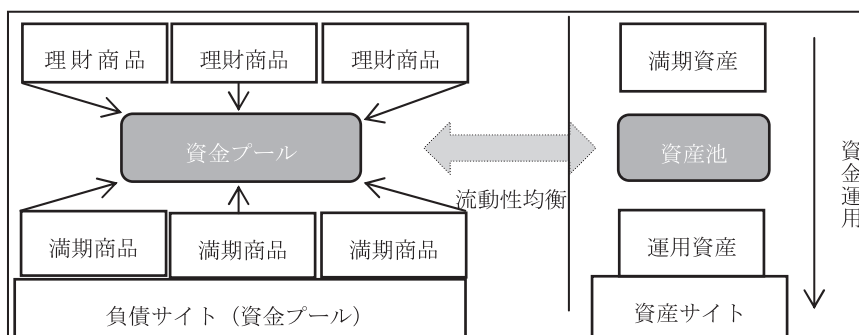 理財商品
理財商品
理財商品
資金プール
満期商品
満期商品
満期商品
負債サイト（資金プール）
流動性均衡
満期資産
資産池
運用資産
資産サイト
資金運用